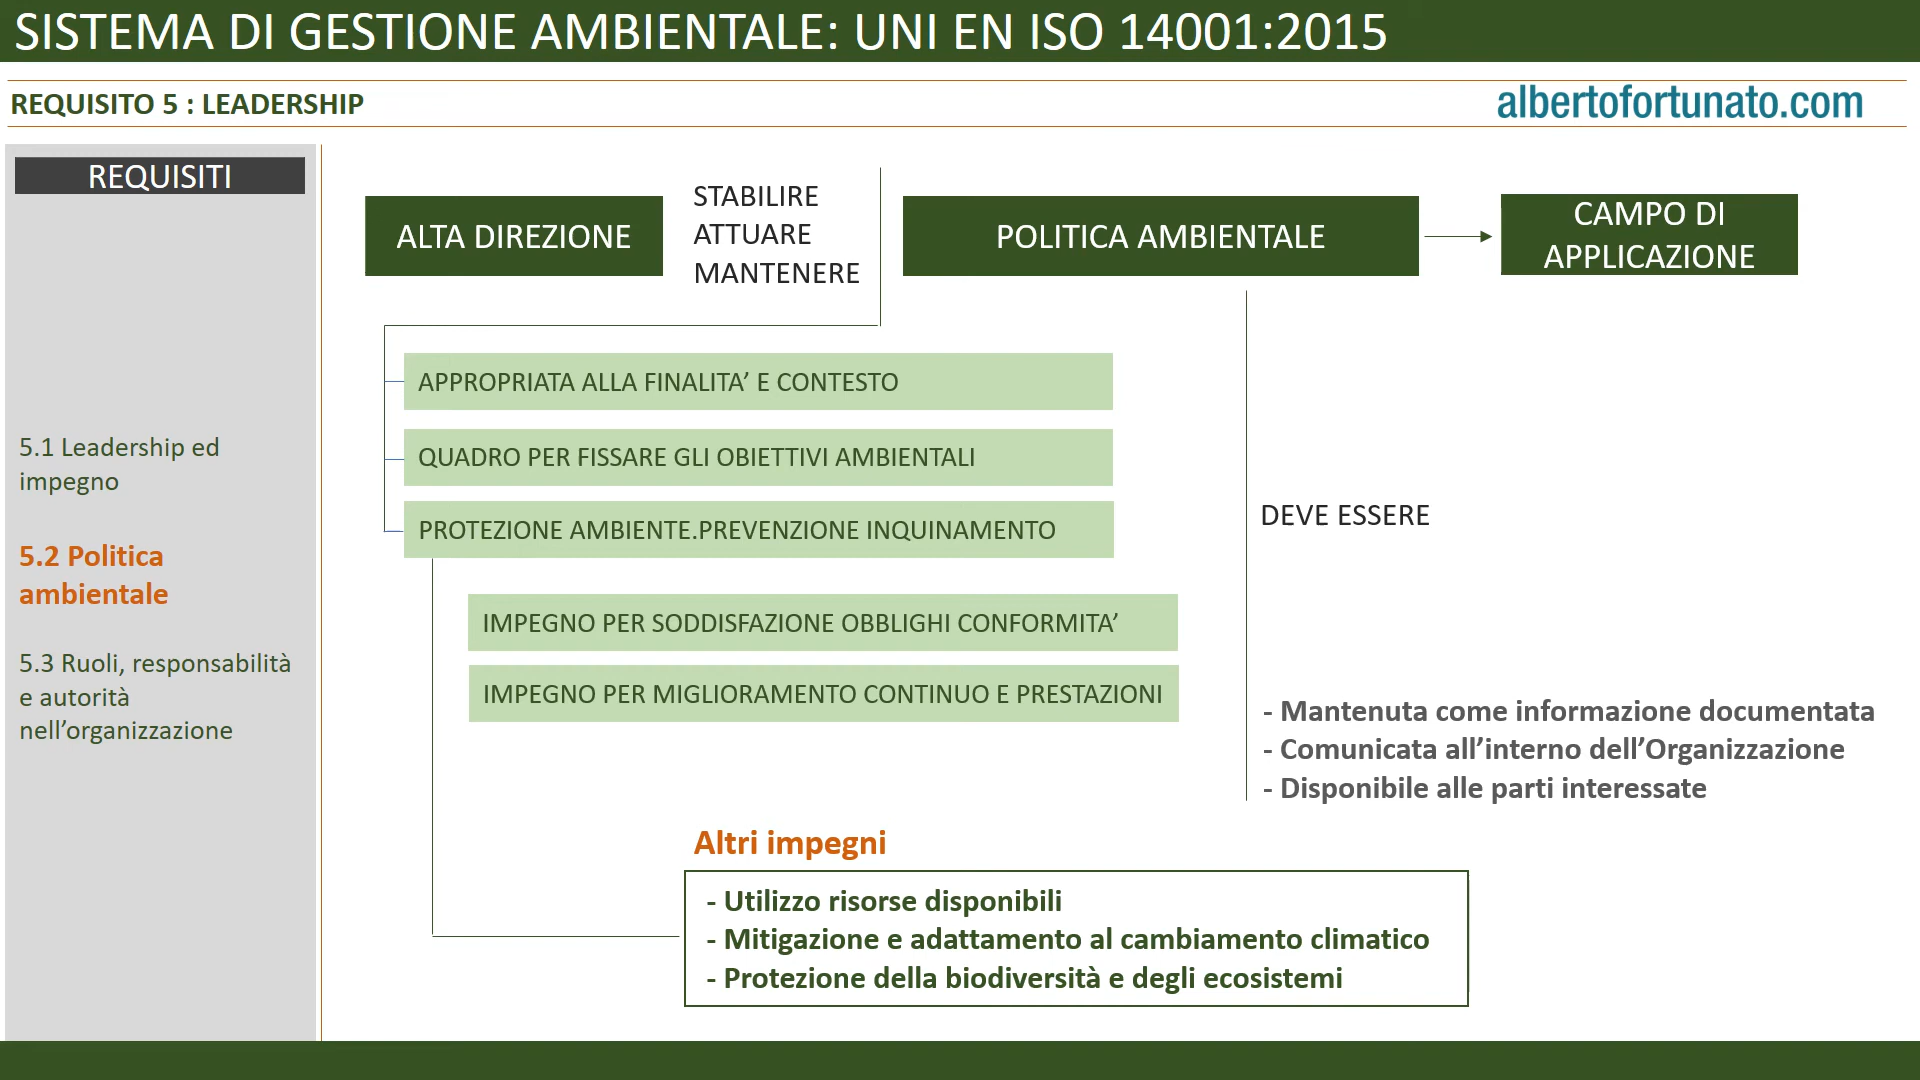 SISTEMA DI GESTIONE AMBIENTALE: UNI EN ISO 14001:2015
REQUISITO 5 : LEADERSHIP
albertofortunato.com
REQUISITI
5.1 Leadership ed
impegno
5.2 Politica
ambientale
5.3 Ruoli, responsabilità
e autorità
nell’organizzazione
ALTA DIREZIONE
STABILIRE
ATTUARE
MANTENERE
POLITICA AMBIENTALE
CAMPO DI
APPLICAZIONE
APPROPRIATA ALLA FINALITA’ E CONTESTO
QUADRO PER FISSARE GLI OBIETTIVI AMBIENTALI
PROTEZIONE AMBIENTE.PREVENZIONE INQUINAMENTO
IMPEGNO PER SODDISFAZIONE OBBLIGHI CONFORMITA’
IMPEGNO PER MIGLIORAMENTO CONTINUO E PRESTAZIONI
DEVE ESSERE
- Mantenuta come informazione documentata
- Comunicata all’interno dell’Organizzazione
- Disponibile alle parti interessate
Altri impegni
- Utilizzo risorse disponibili
- Mitigazione e adattamento al cambiamento climatico
- Protezione della biodiversità e degli ecosistemi